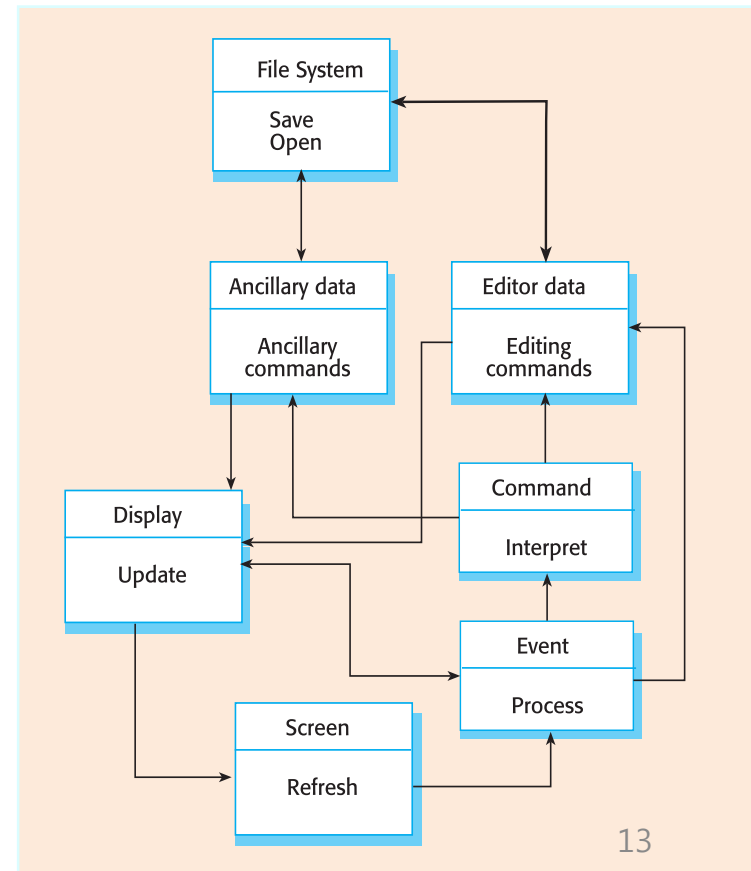 File System
Save
Open
Ancillary data
Ancillary
commands
Editor data
Editing
commands
Command
Interpret
Display
Update
Event
Process
Screen
Refresh
13